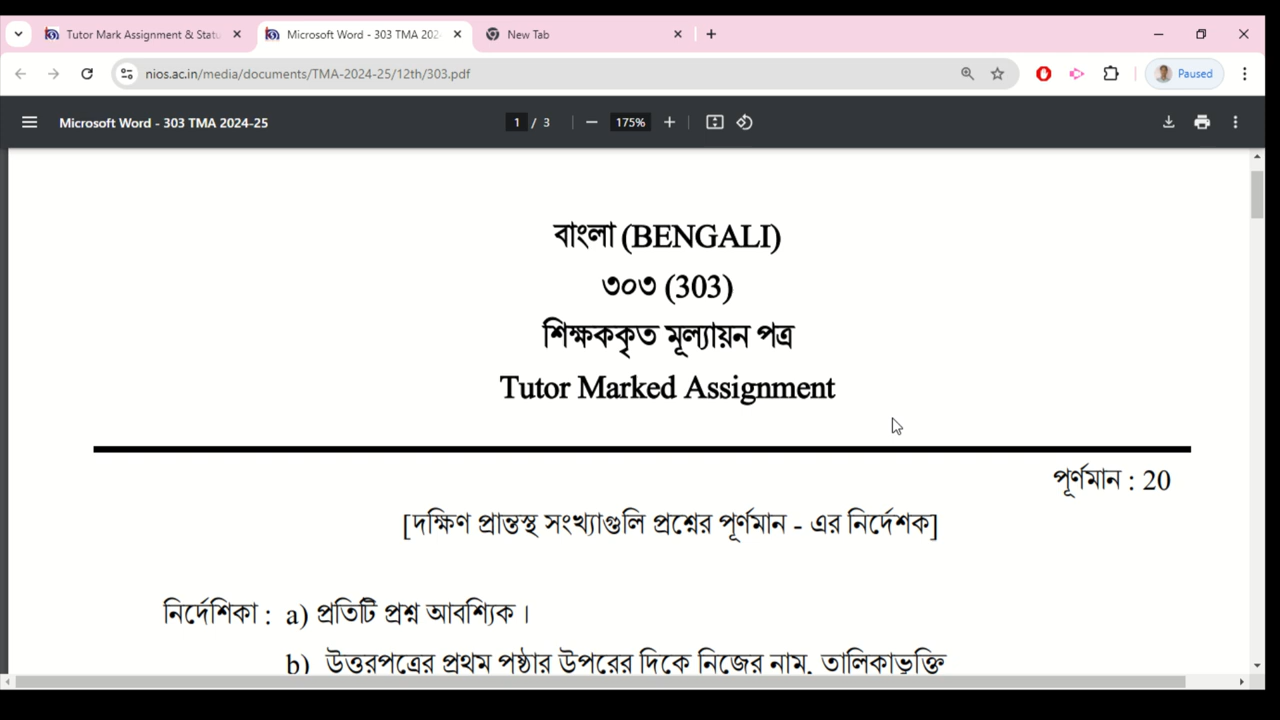 Tutor Mark Assignment & Statu
Microsoft Word - 303 TMA 202
New Tab
nios.ac.in/media/documents/TMA-2024-25/12th/303.pdf
Paused
Microsoft Word - 303 TMA 2024-25
1 / 3
175%
বাংলা (BENGALI)
৩০৩ (303)
শিক্ষককৃত মূল্যায়ন পত্র
Tutor Marked Assignment
পূর্ণমান : 20
[দক্ষিণ প্রান্তস্থ সংখ্যাগুলি প্রশ্নের পূর্ণমান - এর নির্দেশক]
নির্দেশিকা : a) প্রতিটি প্রশ্ন আবশ্যিক ।
b) উত্তরপত্রের প্রথম পৃষ্ঠার উপরের দিকে নিজের নাম, তালিকাভুক্তি